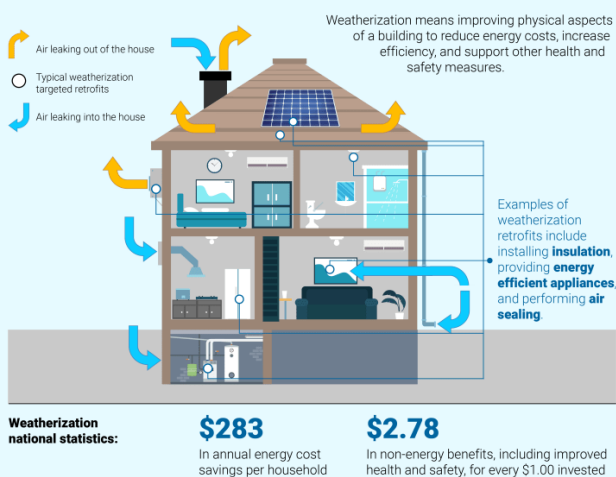 Weatherization means improving physical aspects
of a building to reduce energy costs, increase
efficiency, and support other health and
safety measures.
Air leaking out of the house
Typical weatherization
targeted retrofits
Air leaking into the house
Examples of
weatherization
retrofits include
installing insulation,
providing energy
efficient appliances,
and performing air
sealing.
Weatherization
national statistics:
$283
In annual energy cost
savings per household
$2.78
In non-energy benefits, including improved
health and safety, for every $1.00 invested